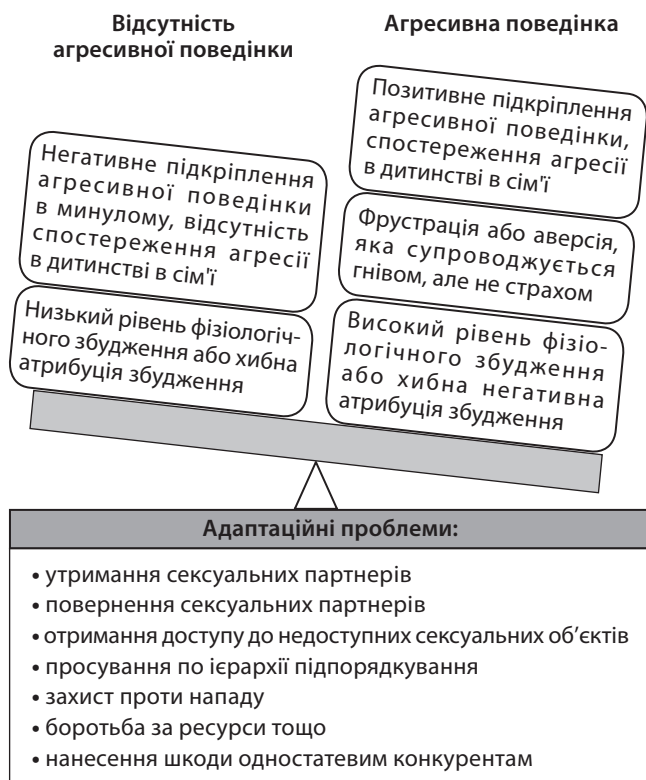 Відсутність
агресивної поведінки
Агресивна поведінка
Негативне підкріплення
агресивної поведінки
в минулому, відсутність
спостереження агресії
в дитинстві в сім'ї
Низький рівень фізіологіч-
ного збудження або хибна
атрибуція збудження
Позитивне підкріплення
агресивної поведінки,
спостереження агресії
в дитинстві в сім'ї
Фрустрація або аверсія,
яка супроводжується
гнівом, але не страхом
Високий рівень фізіо-
логічного збудження
або хибна негативна
атрибуція збудження
Адаптаційні проблеми:
• утримання сексуальних партнерів
• повернення сексуальних партнерів
• отримання доступу до недоступних сексуальних об’єктів
• просування по ієрархії підпорядкування
• захист проти нападу
• боротьба за ресурси тощо
• нанесення шкоди одностатевим конкурентам